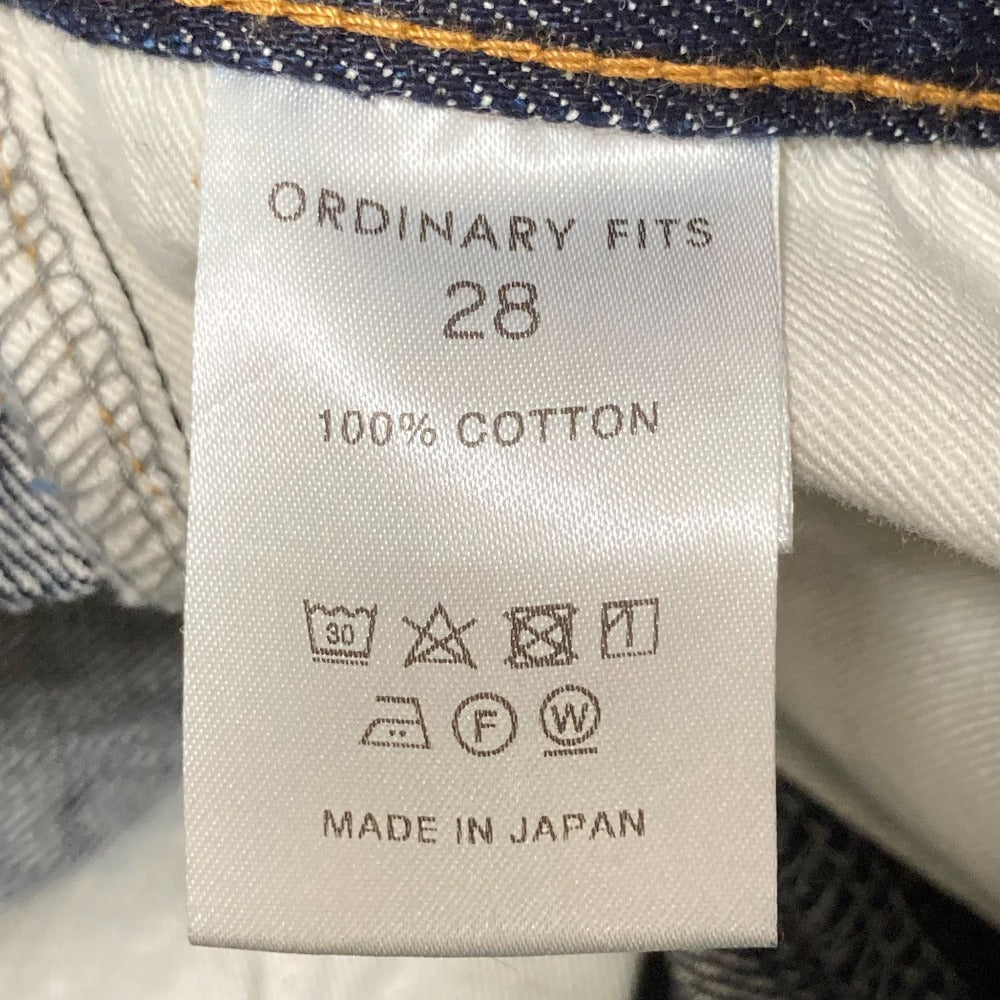 ORDINARY FITS
28
100% COTTON
30
F W
MADE IN JAPAN